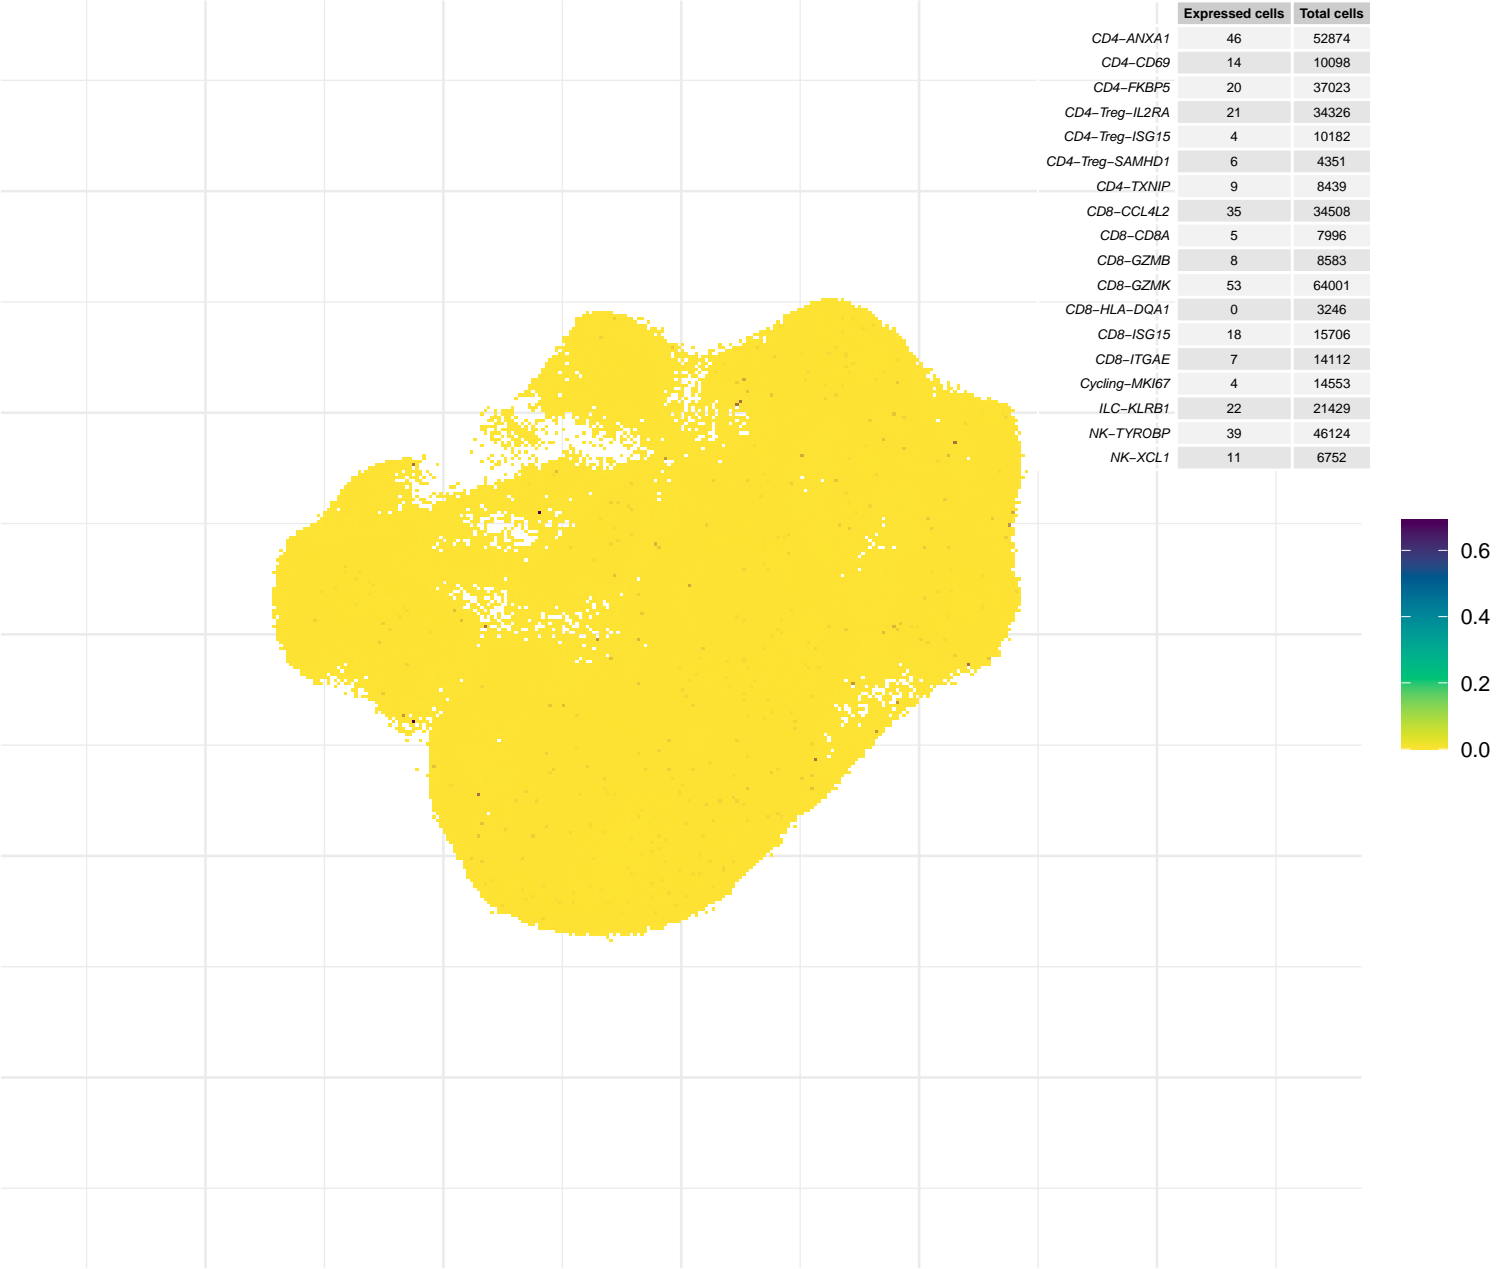 Expressed cells Total cells
CD4−ANXA1 46 52874
CD4−CD69 14 10098
CD4−FKBP5 20 37023
CD4−Treg−IL2RA 21 34326
CD4−Treg−ISG15 4 10182
CD4−Treg−SAMHD1 6 4351
CD4−TXNIP 9 8439
CD8−CCL4L2 35 34508
CD8−CD8A 5 7996
CD8−GZMB 8 8583
CD8−GZMK 53 64001
CD8−HLA−DQA1 0 3246
CD8−ISG15 18 15706
CD8−ITGAE 7 14112
Cycling−MKI67 4 14553
ILC−KLRB1 22 21429
NK−TYROBP 39 46124
NK−XCL1 11 6752
0.6
0.4
0.2
0.0